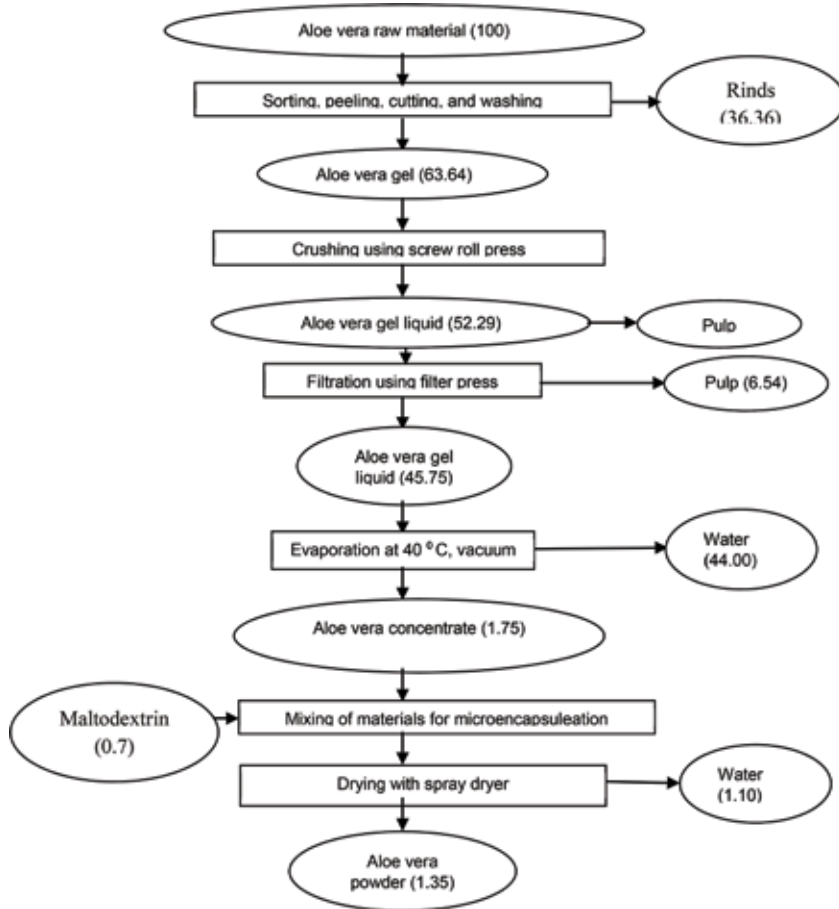 Aloe vera raw material (100)
Sorting, peeling, cutting, and washing
Rinds
(36.36)
Aloe vera gel (63.64)
Crushing using screw roll press
Aloe vera gel liquid (52.29)
Pulp
Filtration using filter press
Pulp (6.54)
Aloe vera gel
liquid (45.75)
Evaporation at 40 °C, vacuum
Water
(44.00)
Aloe vera concentrate (1.75)
Maltodextrin
(0.7)
Mixing of materials for microencapsuleation
Drying with spray dryer
Water
(1.10)
Aloe vera
powder (1.35)